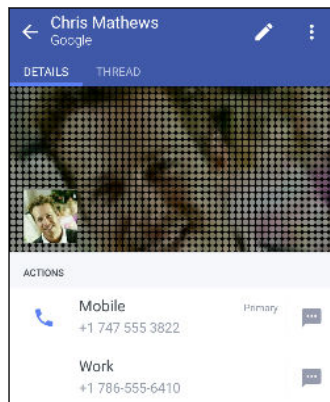 Chris Mathews
Google
DETAILS THREAD
ACTIONS
Mobile Primary
+1 747 555 3822
Work
+1 786-555-6410